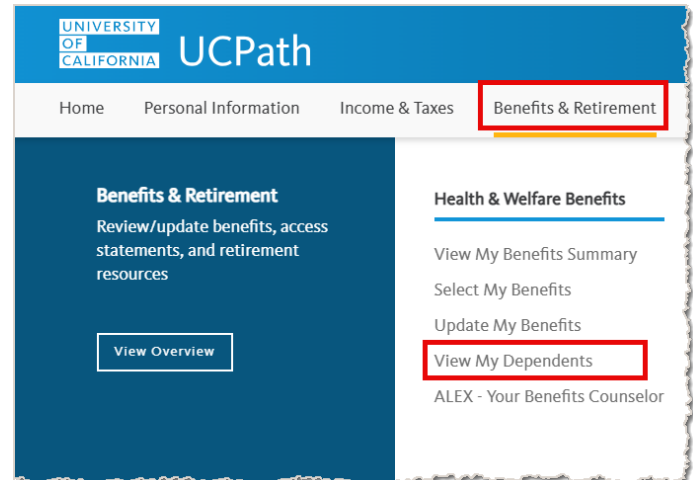 UNIVERSITY
OF
CALIFORNIA
UCPath
Home Personal Information Income & Taxes Benefits & Retirement
Benefits & Retirement
Review/update benefits, access
statements, and retirement
resources
View Overview
Health & Welfare Benefits
View My Benefits Summary
Select My Benefits
Update My Benefits
View My Dependents
ALEX - Your Benefits Counselor